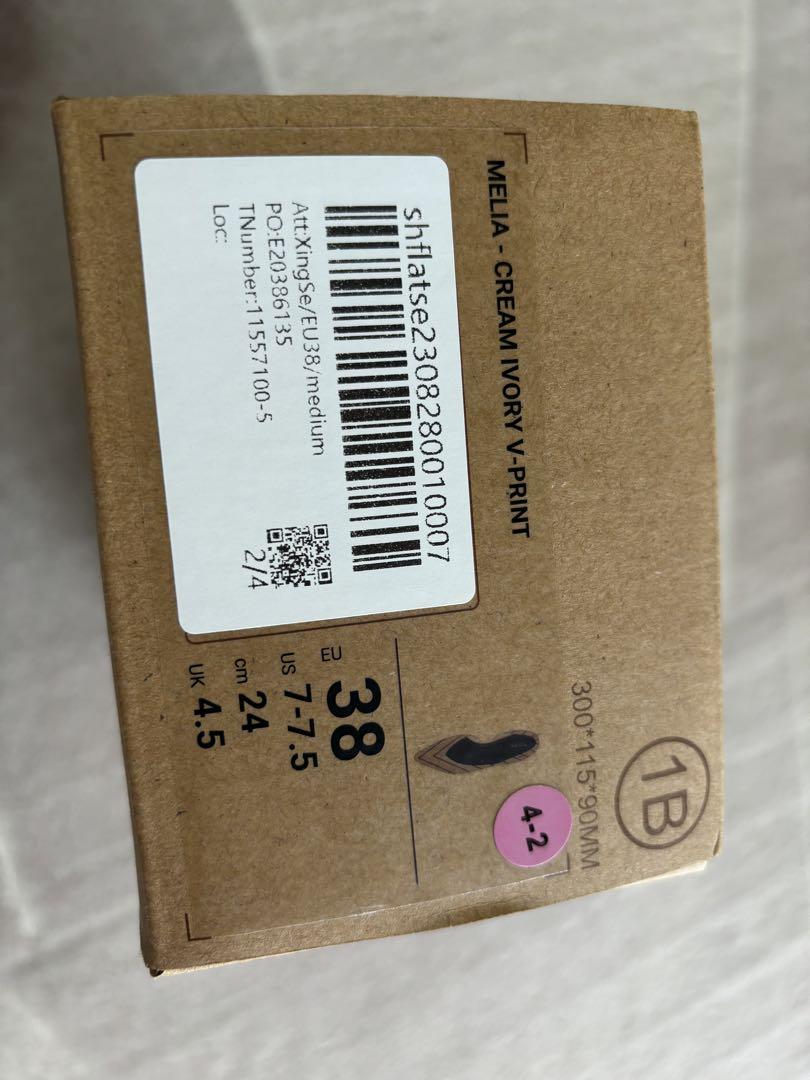 MELIA - CREAM IVORY V-PRINT
shflatse2308280010007
Att:XingSe/EU38/medium
PO:E20386135
TNumber:11557100-5
Loc:
2/4
EU 38
US 7-7.5
cm 24
UK 4.5
4-2
300*115*90MM
1B